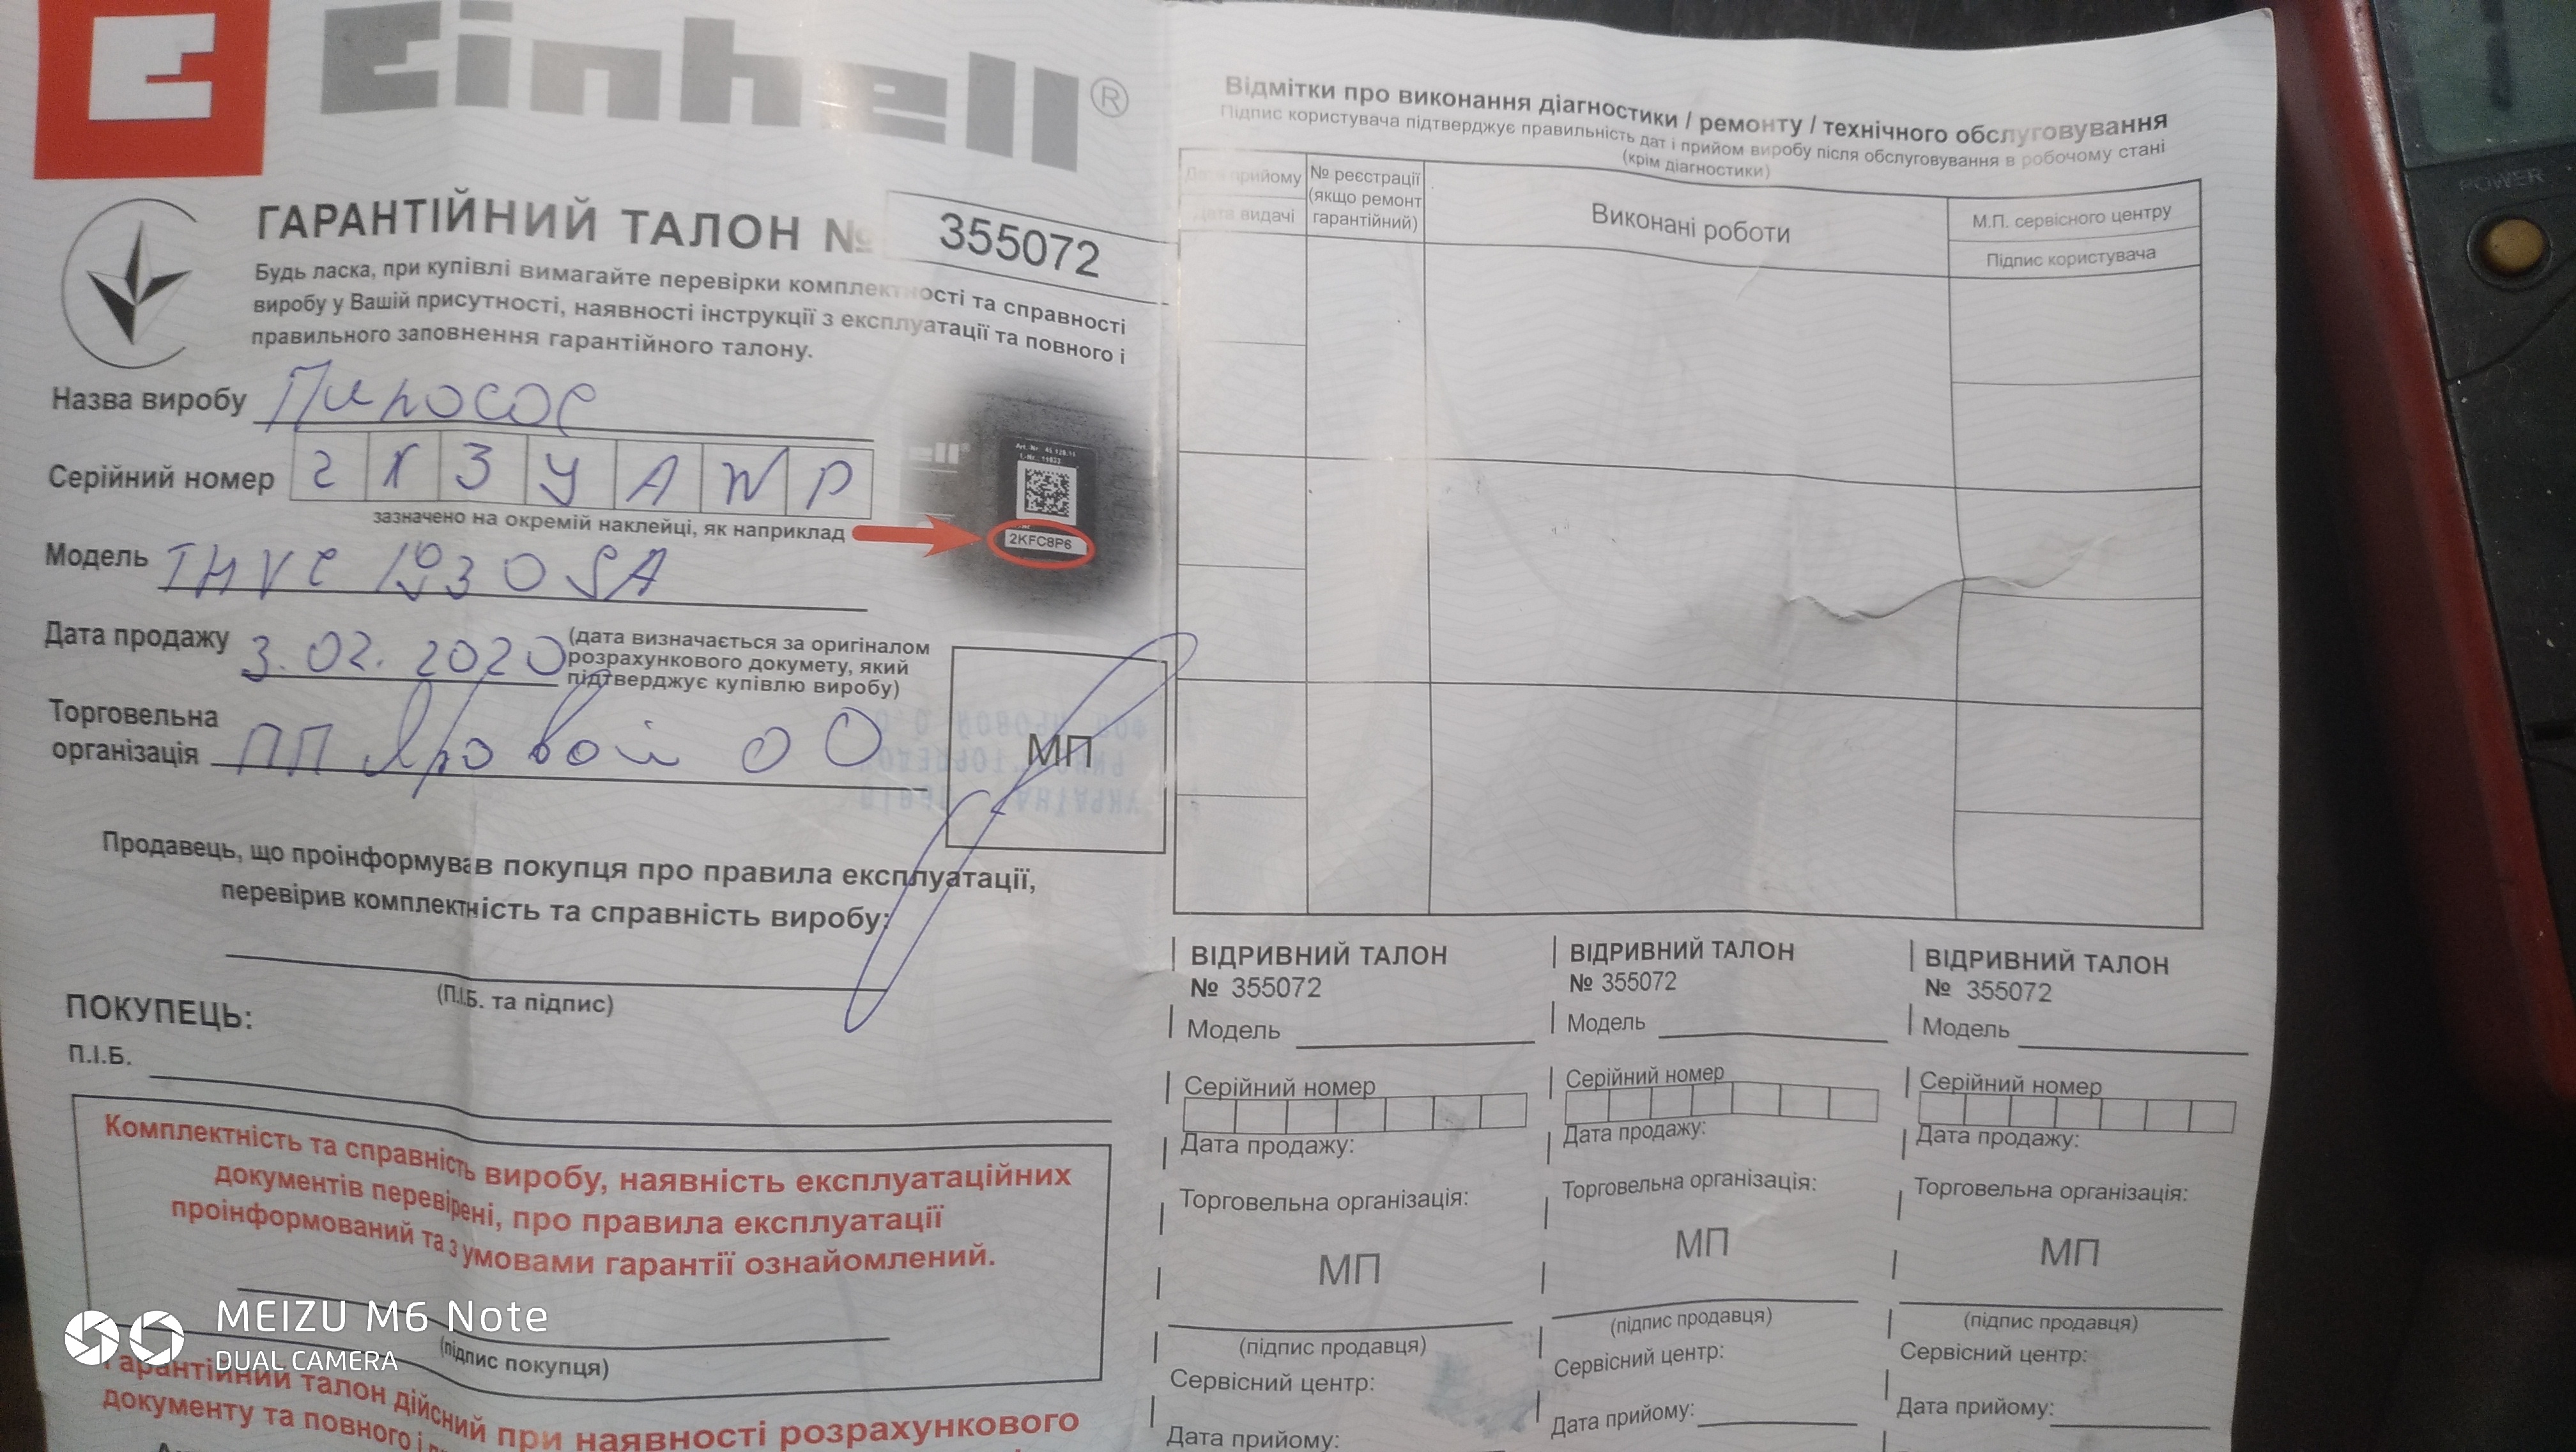 Einhell®
ГАРАНТІЙНИЙ ТАЛОН № 355072
Будь ласка, при купівлі вимагайте перевірки комплектності та справності
виробу у Вашій присутності, наявності інструкції з експлуатації та повного і
правильного заповнення гарантійного талону.
Назва виробу Пилосос
Серійний номер 2 К 3 У А W Р
зазначено на окремій наклейці, як наприклад
2KFC8P6
Модель THVC 1930 SA
Дата продажу 3.02.2020 (дата визначається за оригіналом
розрахункового докумету, який
підтверджує купівлю виробу)
Торговельна
організація ПП Яровой О О
МП
Продавець, що проінформував покупця про правила експлуатації,
перевірив комплектність та справність виробу:
(П.І.Б. та підпис)
ПОКУПЕЦЬ:
П.І.Б.
Комплектність та справність виробу, наявність експлуатаційних
документів перевірені, про правила експлуатації
проінформований та з умовами гарантії ознайомлений.
(підпис покупця)
Гарантійний талон дійсний при наявності розрахункового
документу та повного і
Відмітки про виконання діагностики / ремонту / технічного обслуговування
Підпис користувача підтверджує правильність дат і прийом виробу після обслуговування в робочому стані
(крім діагностики)
Дата прийому
Дата видачі
№ реєстрації
(якщо ремонт
гарантійний)
Виконані роботи
М.П. сервісного центру
Підпис користувача
ВІДРИВНИЙ ТАЛОН
№ 355072
Модель
Серійний номер
Дата продажу:
Торговельна організація:
МП
(підпис продавця)
Сервісний центр:
Дата прийому:
ВІДРИВНИЙ ТАЛОН
№ 355072
Модель
Серійний номер
Дата продажу:
Торговельна організація:
МП
(підпис продавця)
Сервісний центр:
Дата прийому:
ВІДРИВНИЙ ТАЛОН
№ 355072
Модель
Серійний номер
Дата продажу:
Торговельна організація:
МП
(підпис продавця)
Сервісний центр:
Дата прийому:
POWER
MEIZU M6 Note
DUAL CAMERA